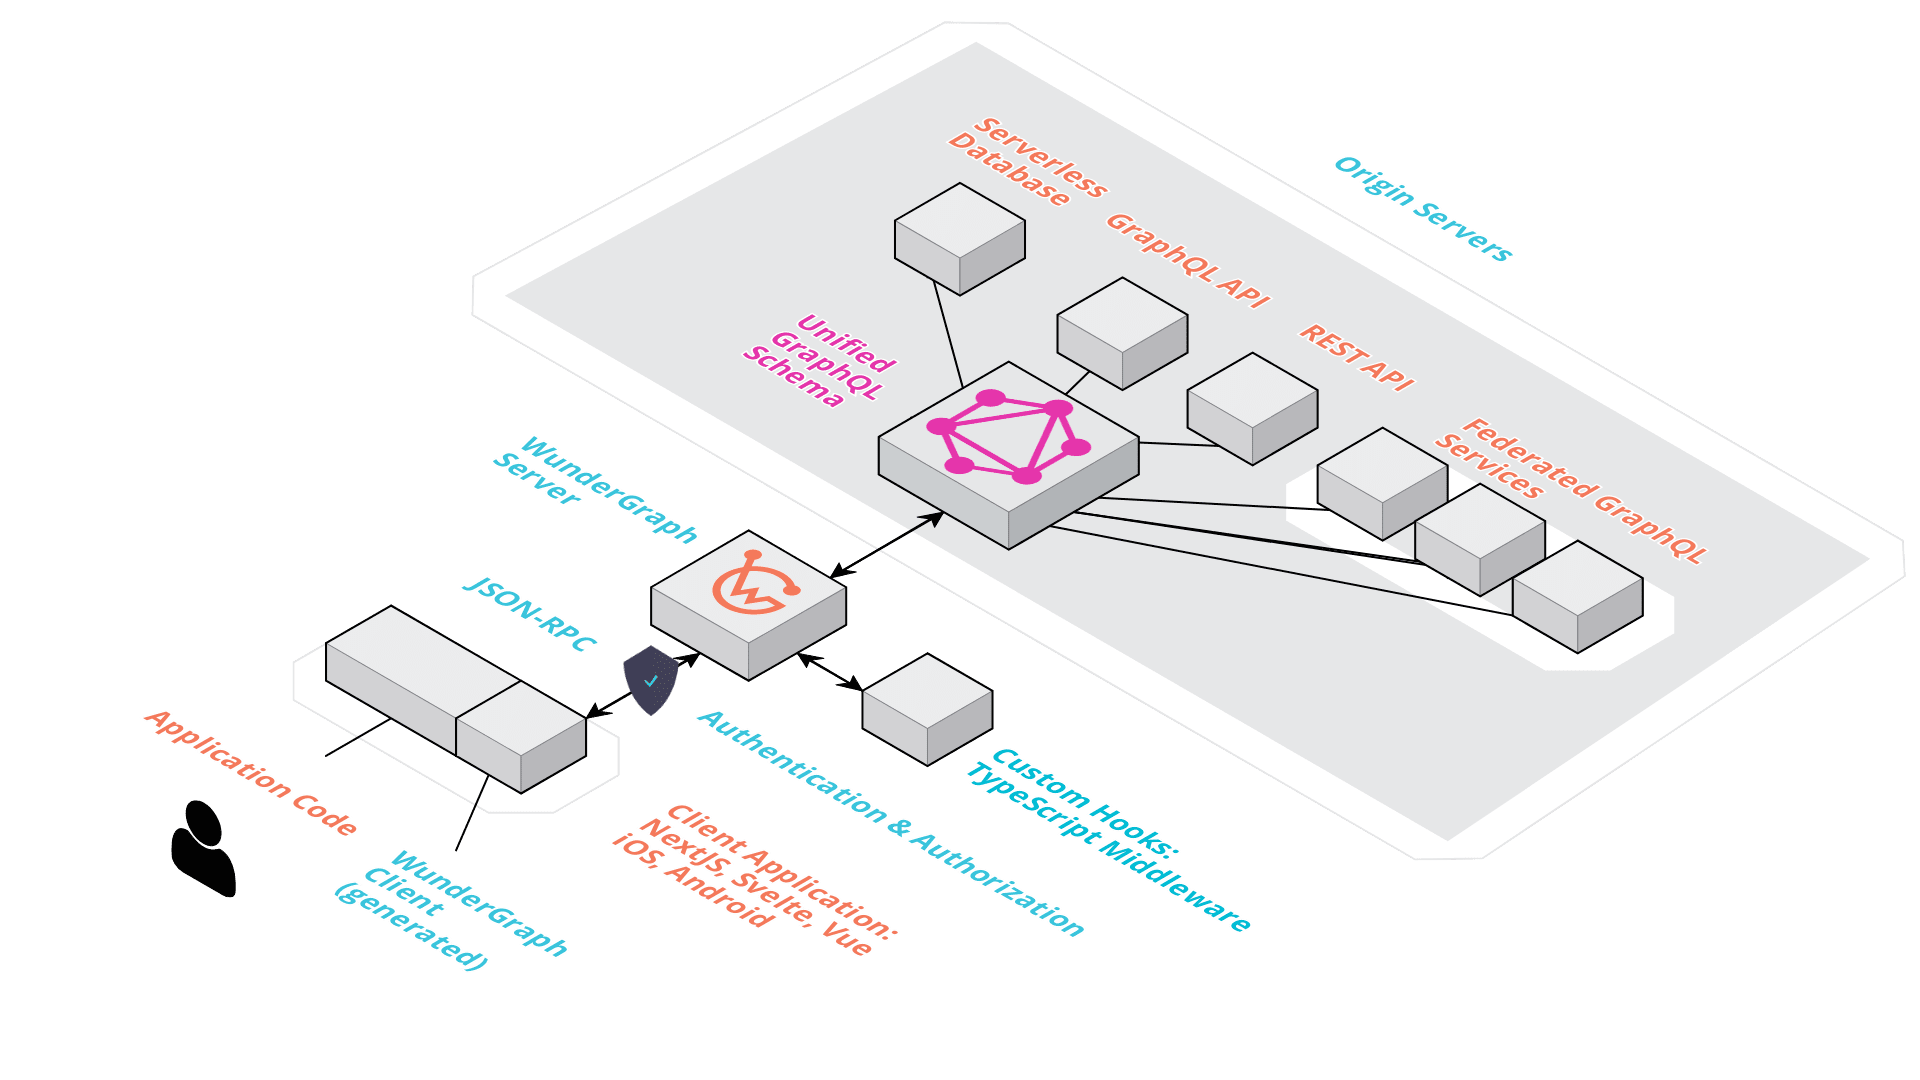 Serverless
Database
GraphQL API
Origin Servers
REST API
Unified
GraphQL
Schema
Federated GraphQL
Services
WunderGraph
Server
JSON-RPC
Application Code
WunderGraph
Client
(generated)
Client Application:
NextJS, Svelte, Vue
iOS, Android
Authentication & Authorization
Custom Hooks:
TypeScript Middleware